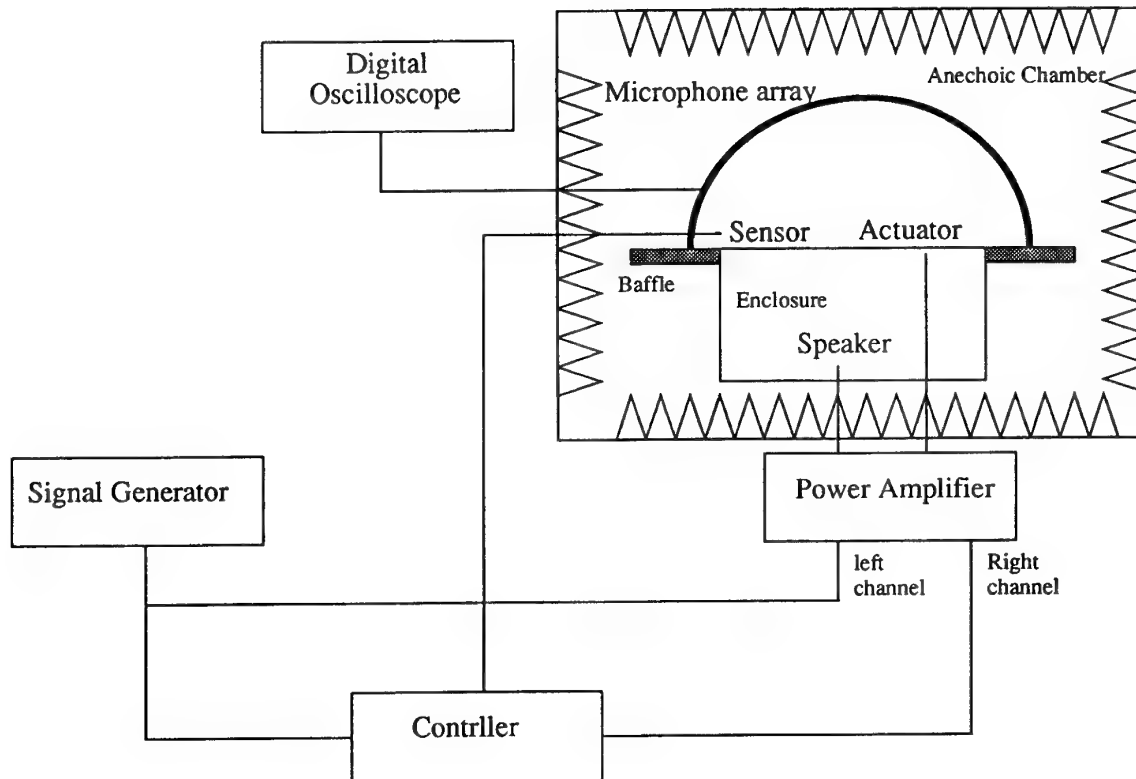 Digital
Oscilloscope
Anechoic Chamber
Microphone array
Sensor
Actuator
Baffle
Enclosure
Speaker
Signal Generator
Power Amplifier
left
channel
Right
channel
Contrller